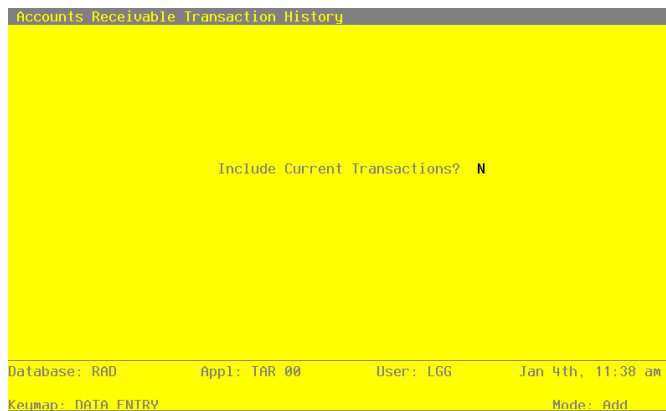 Accounts Receivable Transaction History
Include Current Transactions? N
Database: RAD Appl: TAR 00 User: LGG Jan 4th, 11:38 am
Keymap: DATA ENTRY Mode: Add